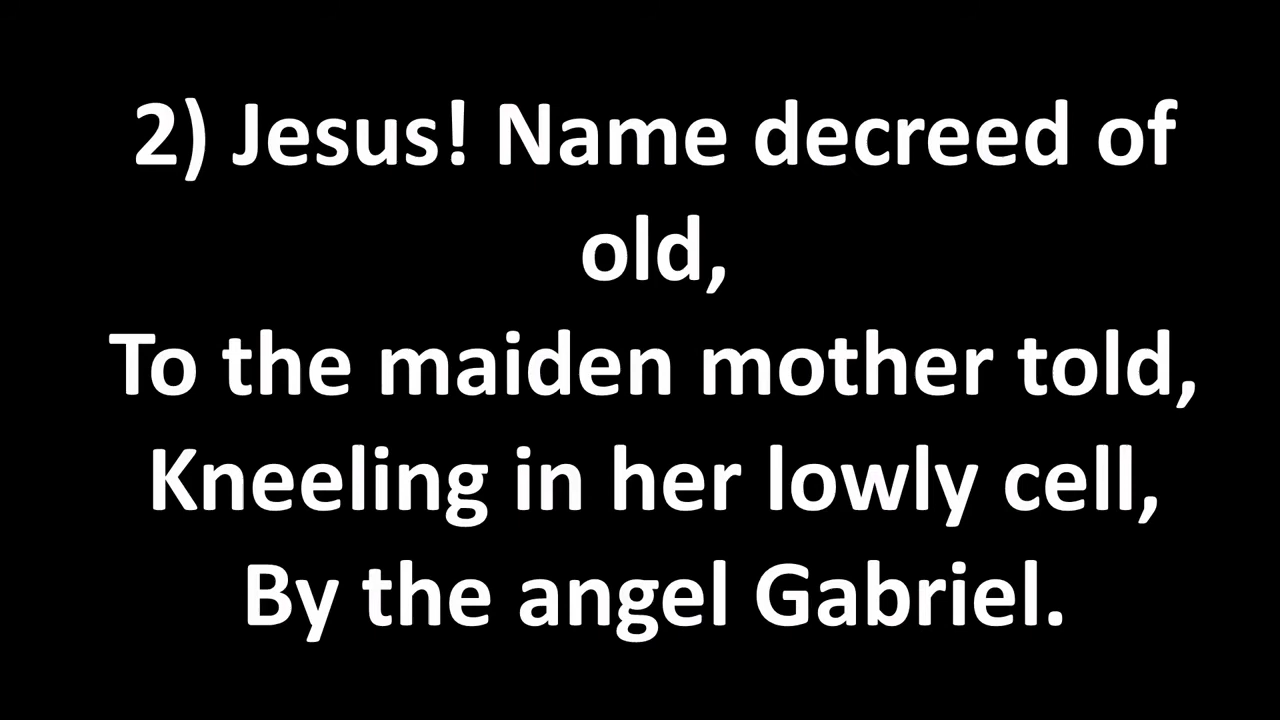 2) Jesus! Name decreed of
old,
To the maiden mother told,
Kneeling in her lowly cell,
By the angel Gabriel.